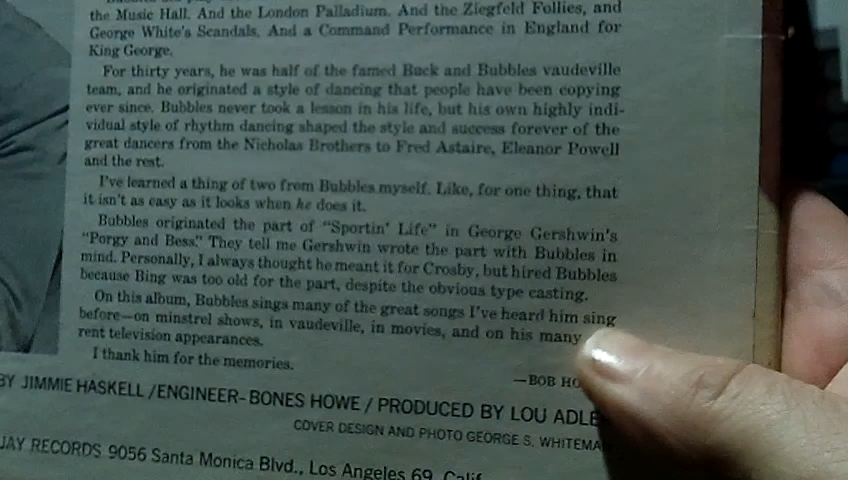 the Music Hall. And the London Palladium. And the Ziegfeld Follies, and
George White's Scandals. And a Command Performance in England for
King George.
For thirty years, he was half of the famed Buck and Bubbles vaudeville
team, and he originated a style of dancing that people have been copying
ever since. Bubbles never took a lesson in his life, but his own highly indi-
vidual style of rhythm dancing shaped the style and success forever of the
great dancers from the Nicholas Brothers to Fred Astaire, Eleanor Powell
and the rest.
I've learned a thing of two from Bubbles myself. Like, for one thing, that
it isn't as easy as it looks when he does it.
Bubbles originated the part of "Sportin' Life" in George Gershwin's
"Porgy and Bess." They tell me Gershwin wrote the part with Bubbles in
mind. Personally, I always thought he meant it for Crosby, but hired Bubbles
because Bing was too old for the part, despite the obvious type casting.
On this album, Bubbles sings many of the great songs I've heard him sing
before—on minstrel shows, in vaudeville, in movies, and on his many
rent television appearances.
I thank him for the memories.
—BOB HO
BY JIMMIE HASKELL / ENGINEER-BONES HOWE / PRODUCED BY LOU ADLE
COVER DESIGN AND PHOTO GEORGE S. WHITEMA
JAY RECORDS 9056 Santa Monica Blvd., Los Angeles 69, Calif